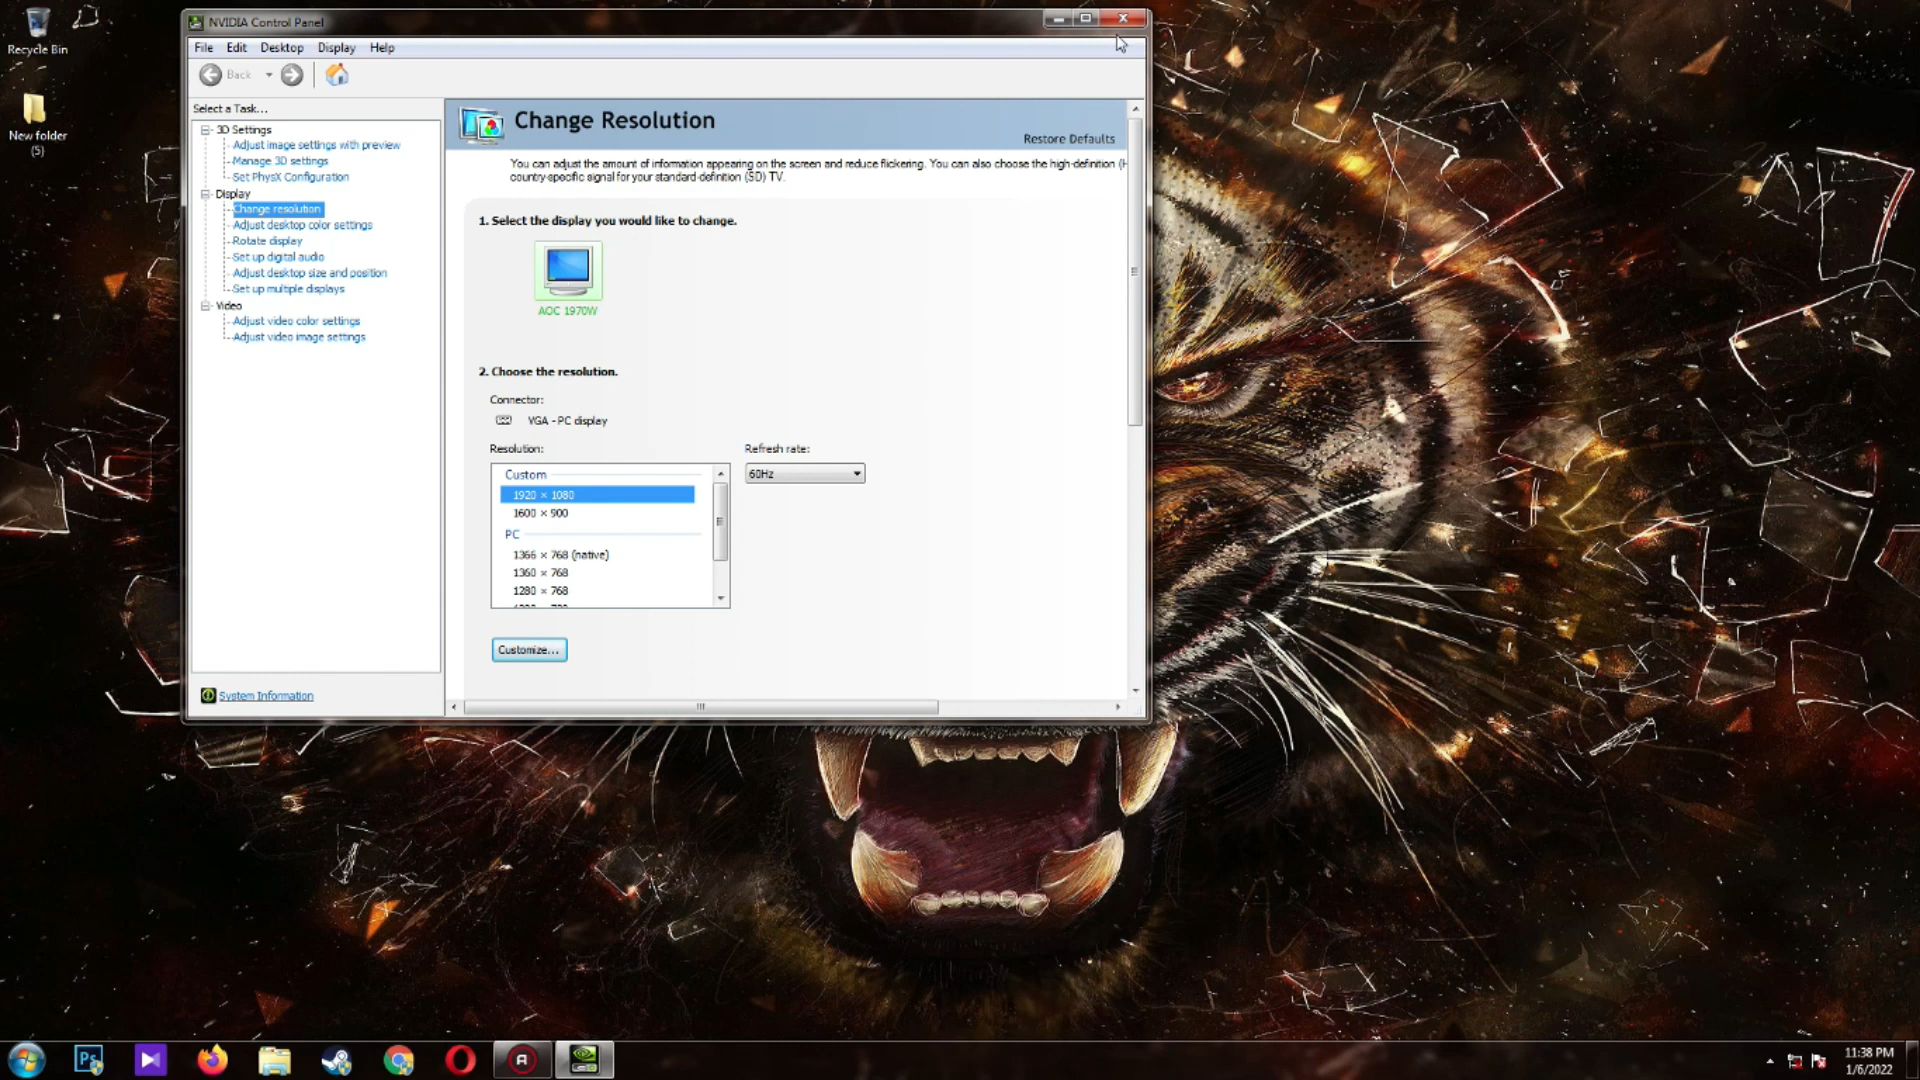 Recycle Bin
New folder
(5)
NVIDIA Control Panel
File Edit Desktop Display Help
Back
Select a Task...
3D Settings
Adjust image settings with preview
Manage 3D settings
Set PhysX Configuration
Display
Change resolution
Adjust desktop color settings
Rotate display
Set up digital audio
Adjust desktop size and position
Set up multiple displays
Video
Adjust video color settings
Adjust video image settings
System Information
Change Resolution
Restore Defaults
You can adjust the amount of information appearing on the screen and reduce flickering. You can also choose the high-definition (H
country-specific signal for your standard-definition (SD) TV.
1. Select the display you would like to change.
AOC 1970W
2. Choose the resolution.
Connector:
VGA - PC display
Resolution:
Refresh rate:
Custom
60Hz
1920 × 1080
1600 × 900
PC
1366 × 768 (native)
1360 × 768
1280 × 768
Customize...
Ps
11:38 PM
1/6/2022